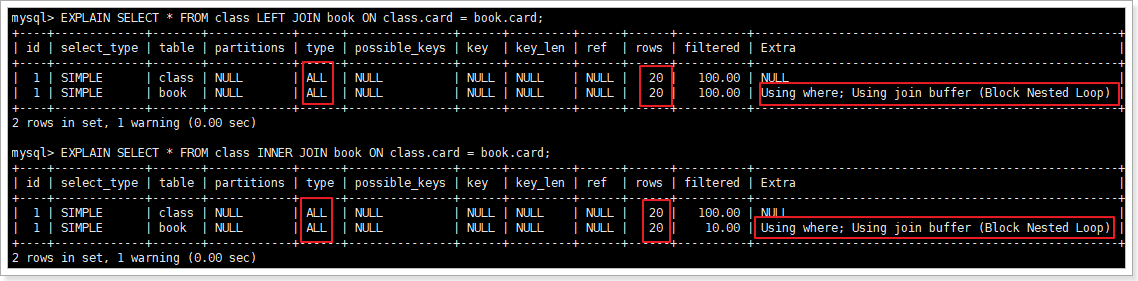 mysql> EXPLAIN SELECT * FROM class LEFT JOIN book ON class.card = book.card;
+----+-------------+-------+------------+------+---------------+------+---------+------+------+----------+----------------------------------------------------+
| id | select_type | table | partitions | type | possible_keys | key | key_len | ref | rows | filtered | Extra |
+----+-------------+-------+------------+------+---------------+------+---------+------+------+----------+----------------------------------------------------+
| 1 | SIMPLE | class | NULL | ALL | NULL | NULL | NULL | NULL | 20 | 100.00 | NULL |
| 1 | SIMPLE | book | NULL | ALL | NULL | NULL | NULL | NULL | 20 | 100.00 | Using where; Using join buffer (Block Nested Loop) |
+----+-------------+-------+------------+------+---------------+------+---------+------+------+----------+----------------------------------------------------+
2 rows in set, 1 warning (0.00 sec)
mysql> EXPLAIN SELECT * FROM class INNER JOIN book ON class.card = book.card;
+----+-------------+-------+------------+------+---------------+------+---------+------+------+----------+----------------------------------------------------+
| id | select_type | table | partitions | type | possible_keys | key | key_len | ref | rows | filtered | Extra |
+----+-------------+-------+------------+------+---------------+------+---------+------+------+----------+----------------------------------------------------+
| 1 | SIMPLE | class | NULL | ALL | NULL | NULL | NULL | NULL | 20 | 100.00 | NULL |
| 1 | SIMPLE | book | NULL | ALL | NULL | NULL | NULL | NULL | 20 | 10.00 | Using where; Using join buffer (Block Nested Loop) |
+----+-------------+-------+------------+------+---------------+------+---------+------+------+----------+----------------------------------------------------+
2 rows in set, 1 warning (0.00 sec)